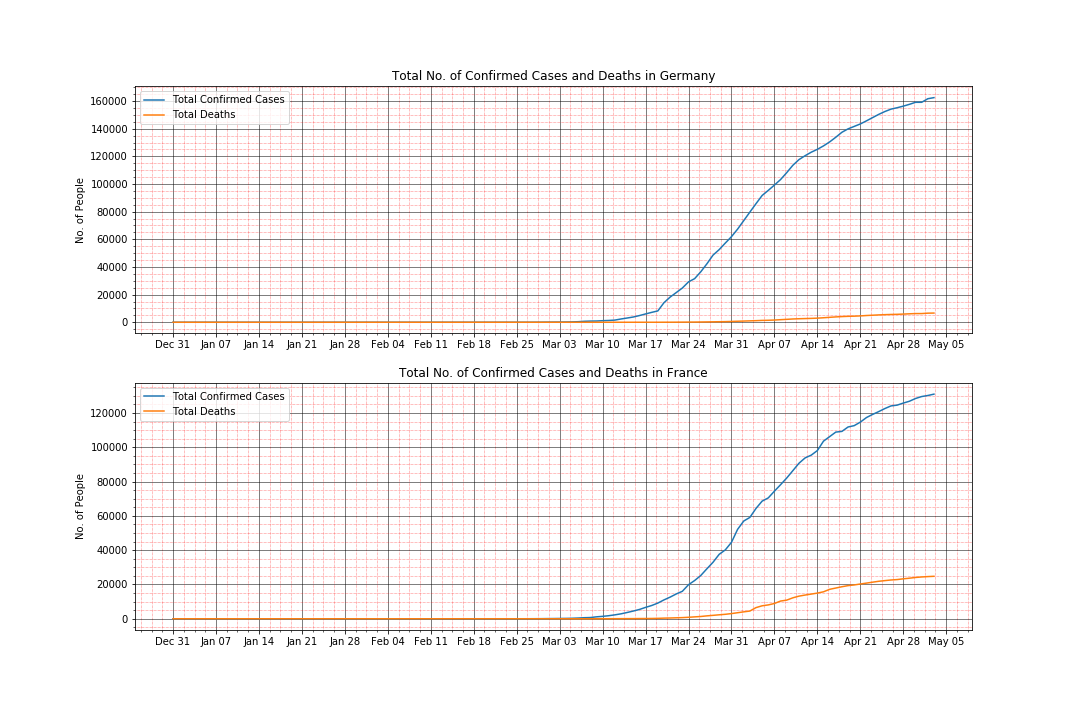 Total No. of Confirmed Cases and Deaths in Germany
Total Confirmed Cases
Total Deaths
No. of People
160000
140000
120000
100000
80000
60000
40000
20000
0
Dec 31 Jan 07 Jan 14 Jan 21 Jan 28 Feb 04 Feb 11 Feb 18 Feb 25 Mar 03 Mar 10 Mar 17 Mar 24 Mar 31 Apr 07 Apr 14 Apr 21 Apr 28 May 05
Total No. of Confirmed Cases and Deaths in France
Total Confirmed Cases
Total Deaths
No. of People
120000
100000
80000
60000
40000
20000
0
Dec 31 Jan 07 Jan 14 Jan 21 Jan 28 Feb 04 Feb 11 Feb 18 Feb 25 Mar 03 Mar 10 Mar 17 Mar 24 Mar 31 Apr 07 Apr 14 Apr 21 Apr 28 May 05